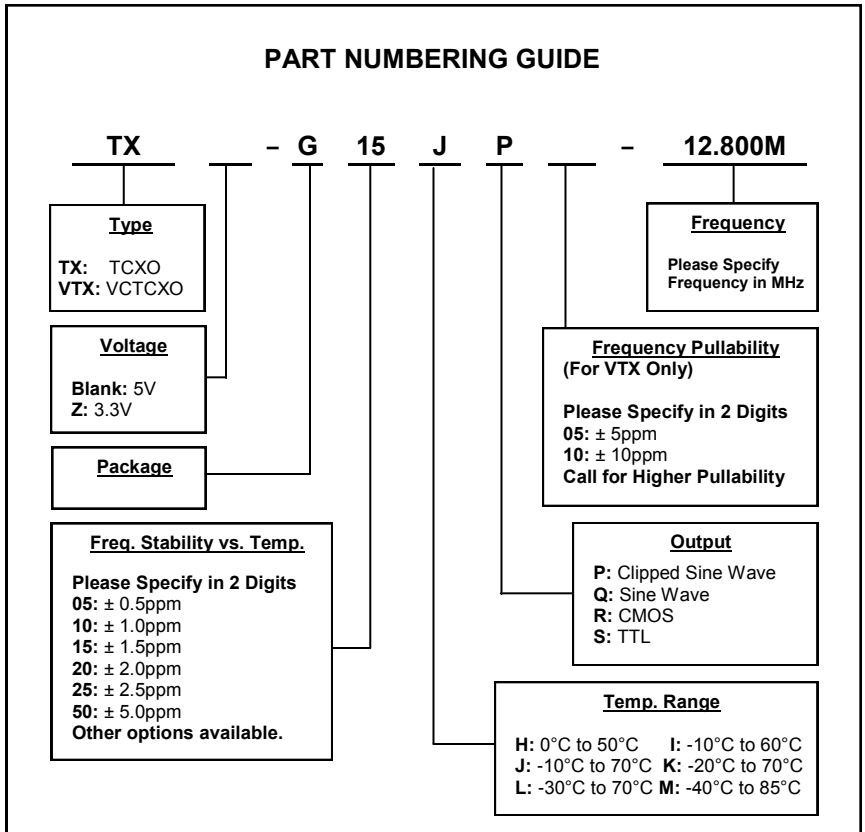 PART NUMBERING GUIDE
TX – G 15 J P – 12.800M
Type
TX: TCXO
VTX: VCTCXO
Voltage
Blank: 5V
Z: 3.3V
Package
Freq. Stability vs. Temp.
Please Specify in 2 Digits
05: ± 0.5ppm
10: ± 1.0ppm
15: ± 1.5ppm
20: ± 2.0ppm
25: ± 2.5ppm
50: ± 5.0ppm
Other options available.
Frequency
Please Specify
Frequency in MHz
Frequency Pullability
(For VTX Only)
Please Specify in 2 Digits
05: ± 5ppm
10: ± 10ppm
Call for Higher Pullability
Output
P: Clipped Sine Wave
Q: Sine Wave
R: CMOS
S: TTL
Temp. Range
H: 0°C to 50°C I: -10°C to 60°C
J: -10°C to 70°C K: -20°C to 70°C
L: -30°C to 70°C M: -40°C to 85°C